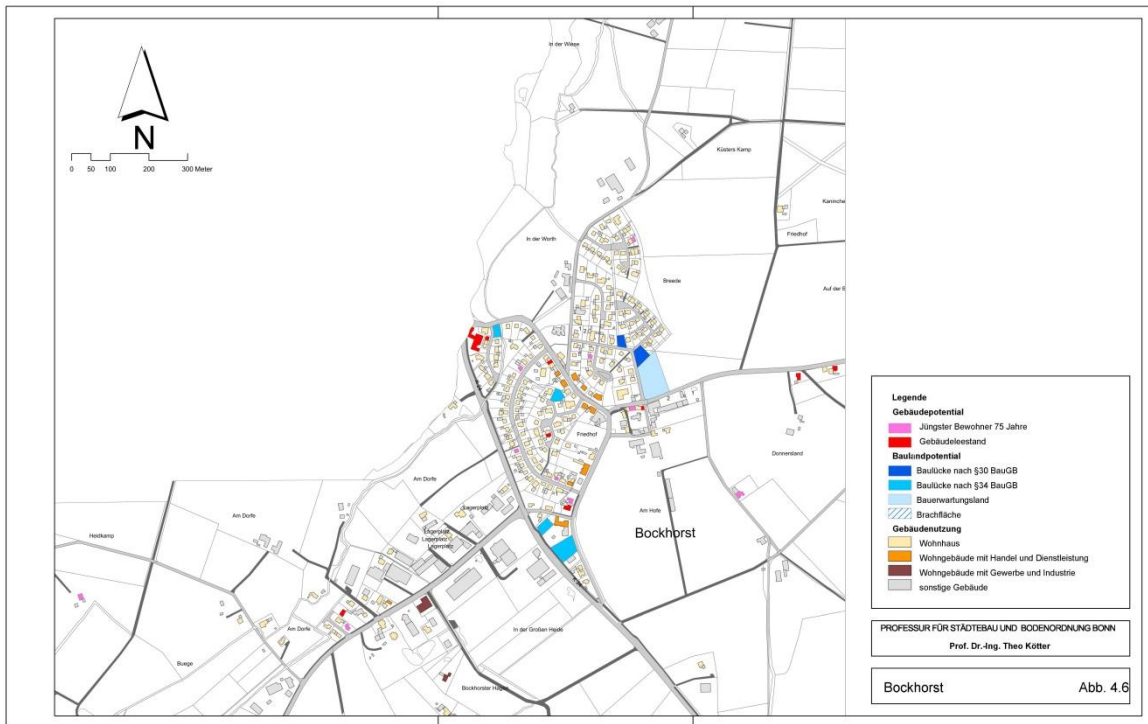 In der Wiese
N
0 50 100 200 300 Meter
Küsters Kamp
Friedhof
In der Worth
Breede
Friedhof
Donnersland
Am Dorfe
Am Hofe
Lagerplatz
Am Dorfe
Bockhorst
Lagerplatz
Lagerplatz
Lagerplatz
Heidkamp
Am Dorfe
In der Großen Heide
Buege
Bockhorster Hagen
Legende
Gebäudepotential
Jüngster Bewohner 75 Jahre
Gebäudeleestand
Baulandpotential
Baulücke nach §30 BauGB
Baulücke nach §34 BauGB
Bauerwartungsland
Brachfläche
Gebäudenutzung
Wohnhaus
Wohngebäude mit Handel und Dienstleistung
Wohngebäude mit Gewerbe und Industrie
sonstige Gebäude
PROFESSUR FÜR STÄDTEBAU UND BODENORDNUNG BONN
Prof. Dr.-Ing. Theo Kötter
Bockhorst Abb. 4.6